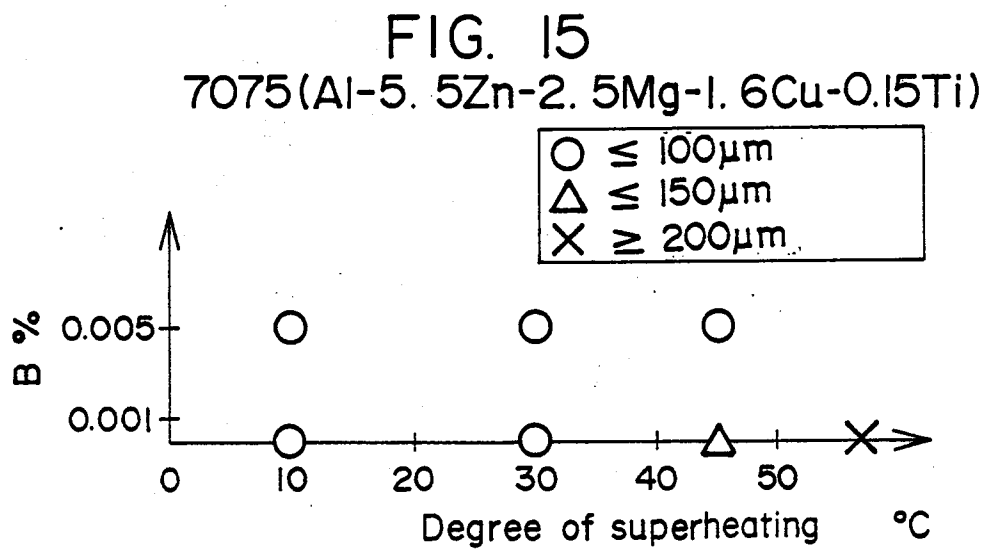 FIG. 15
7075(Al-5.5Zn-2.5Mg-1.6Cu-0.15Ti)
○ ≤ 100μm
△ ≤ 150μm
× ≥ 200μm
B %
0.005
0.001
0 10 20 30 40 50
Degree of superheating °C